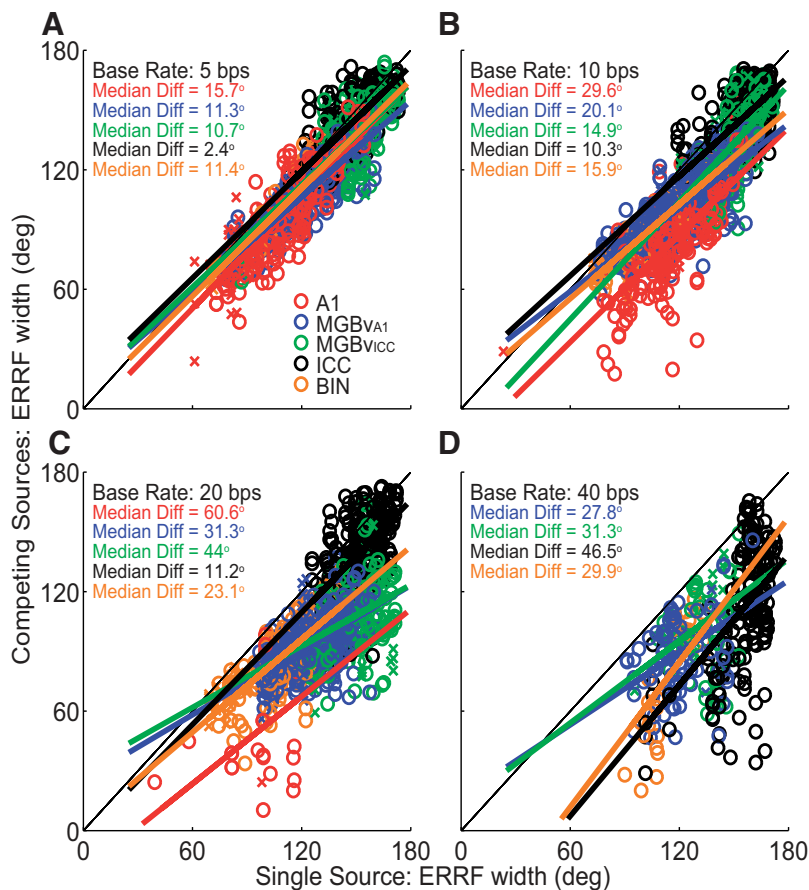 A
180
Base Rate: 5 bps
Median Diff = 15.7°
Median Diff = 11.3°
Median Diff = 10.7°
Median Diff = 2.4°
Median Diff = 11.4°
120
60
0
A1
MGBvA1
MGBvICC
ICC
BIN
B
Base Rate: 10 bps
Median Diff = 29.6°
Median Diff = 20.1°
Median Diff = 14.9°
Median Diff = 10.3°
Median Diff = 15.9°
C
180
Base Rate: 20 bps
Median Diff = 60.6°
Median Diff = 31.3°
Median Diff = 44°
Median Diff = 11.2°
Median Diff = 23.1°
120
60
0
0 60 120 180
D
Base Rate: 40 bps
Median Diff = 27.8°
Median Diff = 31.3°
Median Diff = 46.5°
Median Diff = 29.9°
0 60 120 180
Competing Sources: ERRF width (deg)
Single Source: ERRF width (deg)